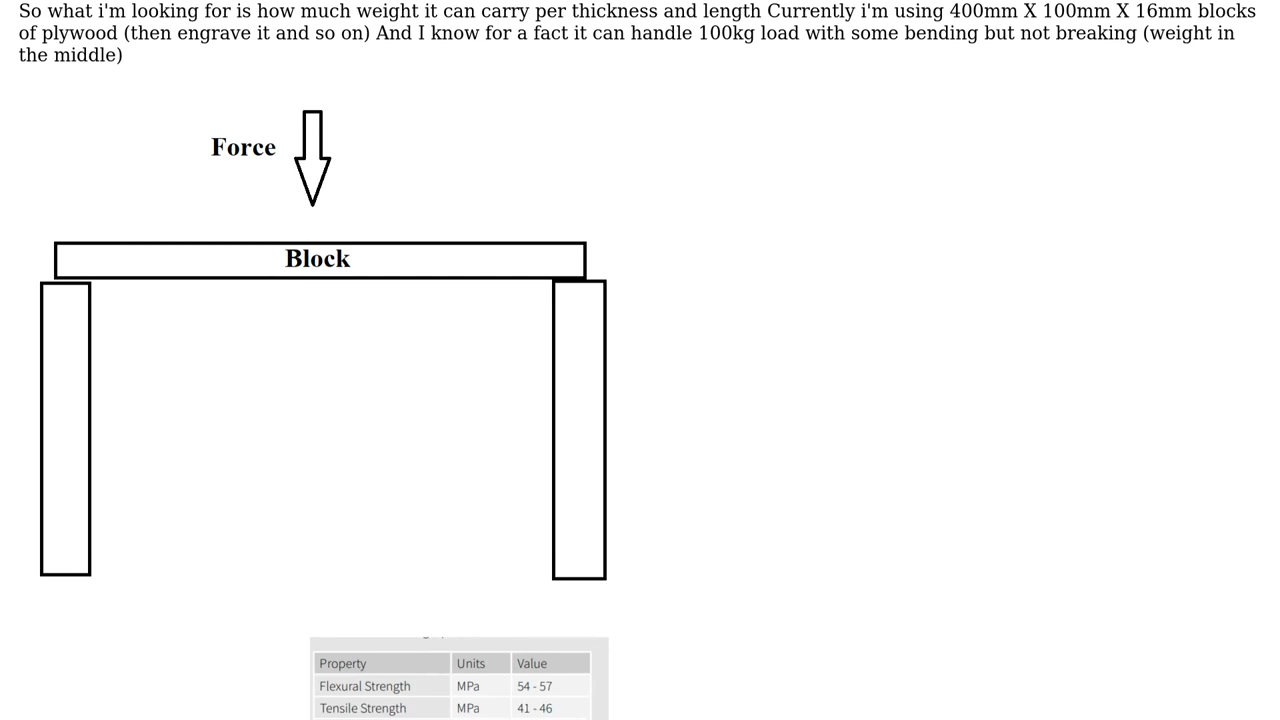 So what i'm looking for is how much weight it can carry per thickness and length Currently i'm using 400mm X 100mm X 16mm blocks
of plywood (then engrave it and so on) And I know for a fact it can handle 100kg load with some bending but not breaking (weight in
the middle)
Force
Block
Property Units Value
Flexural Strength MPa 54 - 57
Tensile Strength MPa 41 - 46